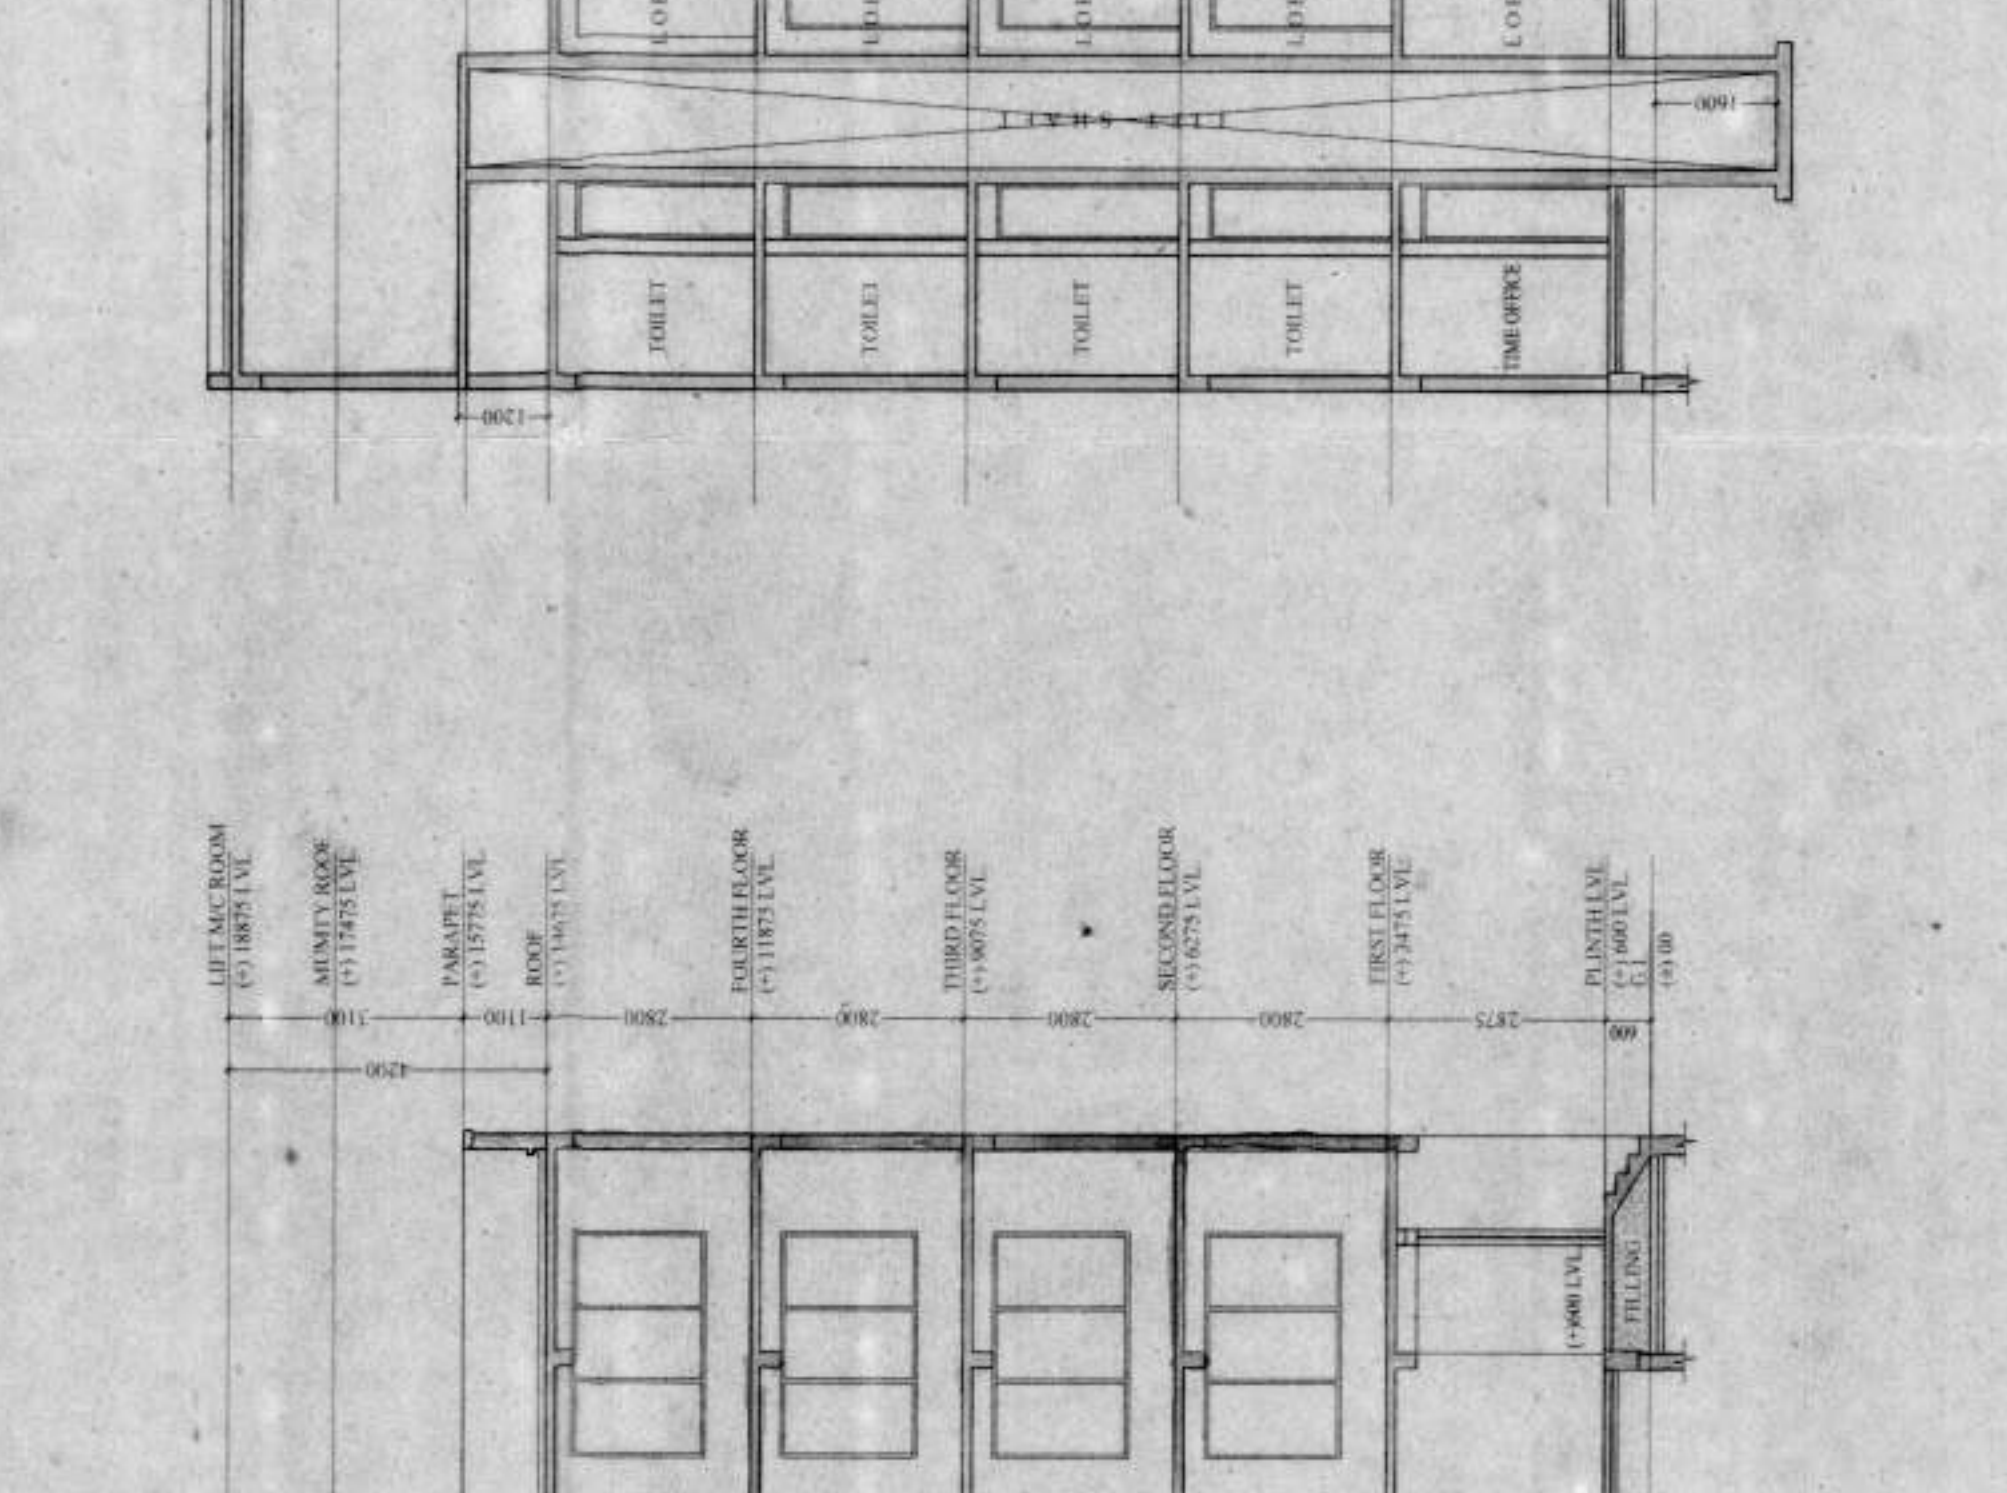 1600
TOILET
TOILET
TOILET
TOILET
TIME OFFICE
1200
LIFT M/C ROOM
(+) 18875 LVL
MUMTY ROOF
(+) 17475 LVL
PARAPET
(+) 15775 LVL
ROOF
(+) 14675 LVL
FOURTH FLOOR
(+) 11875 LVL
THIRD FLOOR
(+) 9075 LVL
SECOND FLOOR
(+) 6275 LVL
FIRST FLOOR
(+) 3475 LVL
PLINTH LVL
(+) 600 LVL
(±) 00
3100
1100
2800
2800
2800
2800
2875
600
4200
(+)600 LVL
FILLING